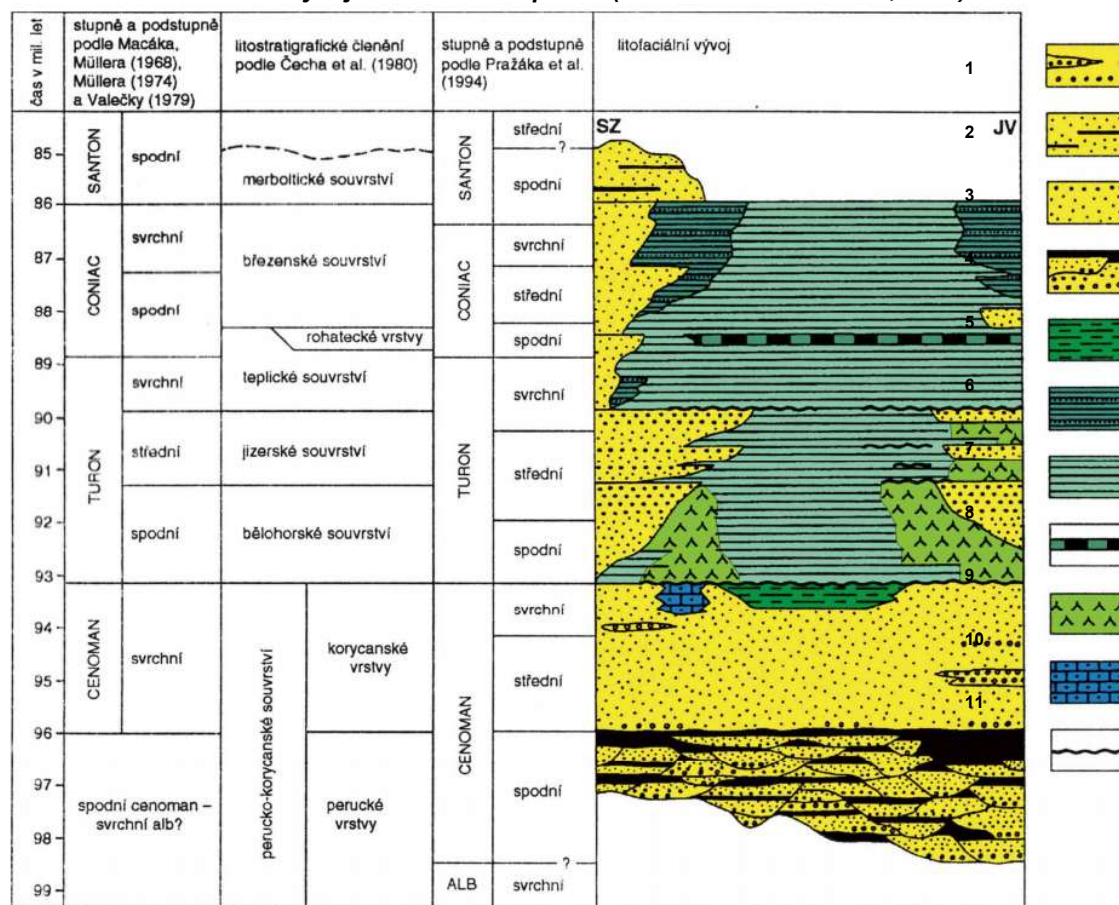 čas v mil. let
stupně a podstupně
podle Macáka,
Müllera (1968),
Müllera (1974)
a Valečky (1979)
litostratigrafické členění
podle Čecha et al. (1980)
stupně a podstupně
podle Pražáka et al.
(1994)
litofaciální vývoj
SZ
JV
85
86
87
88
89
90
91
92
93
94
95
96
97
98
99
SANTON
spodní
CONIAC
svrchní
spodní
TURON
svrchní
střední
spodní
CENOMAN
svrchní
spodní cenoman –
svrchní alb?
merboltické souvrství
březenské souvrství
rohatecké vrstvy
teplické souvrství
jizerské souvrství
bělohorské souvrství
perucko-korycanské souvrství
korycanské
vrstvy
perucké
vrstvy
SANTON
střední
?
spodní
CONIAC
svrchní
střední
spodní
TURON
svrchní
střední
spodní
CENOMAN
svrchní
střední
spodní
?
ALB
svrchní
1
2
3
4
5
6
7
8
9
10
11